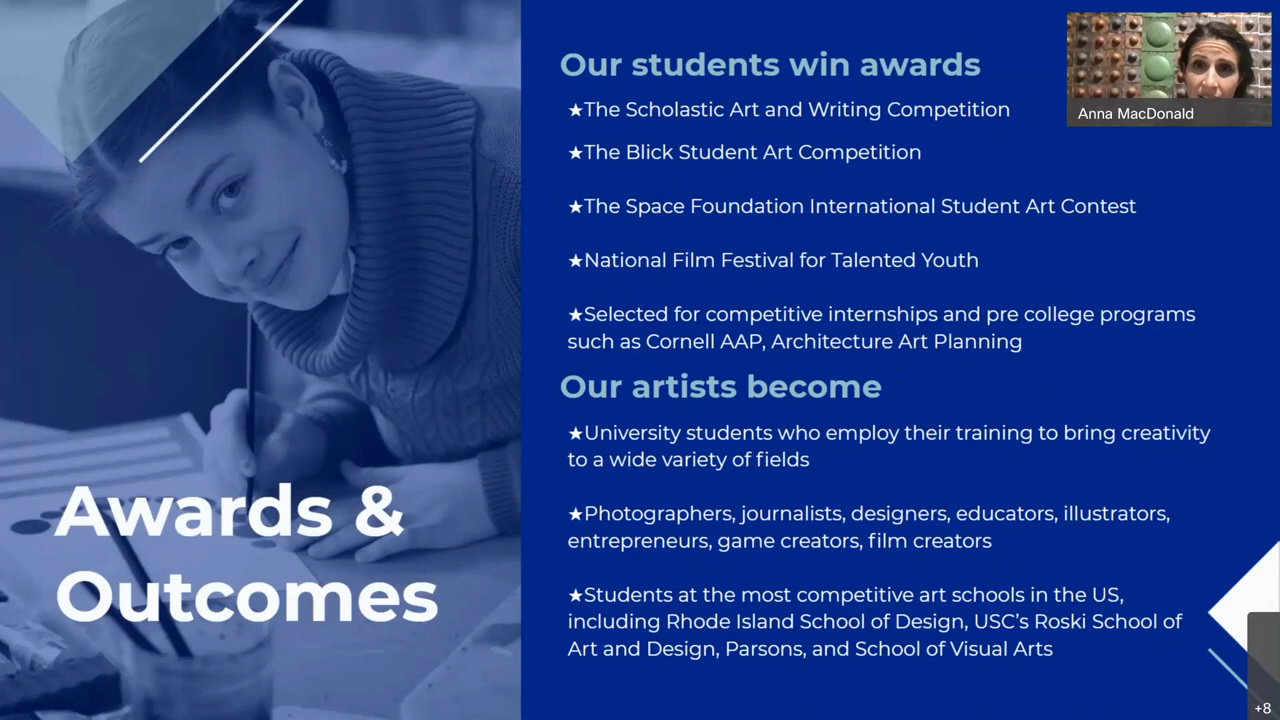 Our students win awards
★The Scholastic Art and Writing Competition
★The Blick Student Art Competition
★The Space Foundation International Student Art Contest
★National Film Festival for Talented Youth
★Selected for competitive internships and pre college programs
such as Cornell AAP, Architecture Art Planning
Our artists become
★University students who employ their training to bring creativity
to a wide variety of fields
★Photographers, journalists, designers, educators, illustrators,
entrepreneurs, game creators, film creators
★Students at the most competitive art schools in the US,
including Rhode Island School of Design, USC’s Roski School of
Art and Design, Parsons, and School of Visual Arts
Awards &
Outcomes
Anna MacDonald
+8